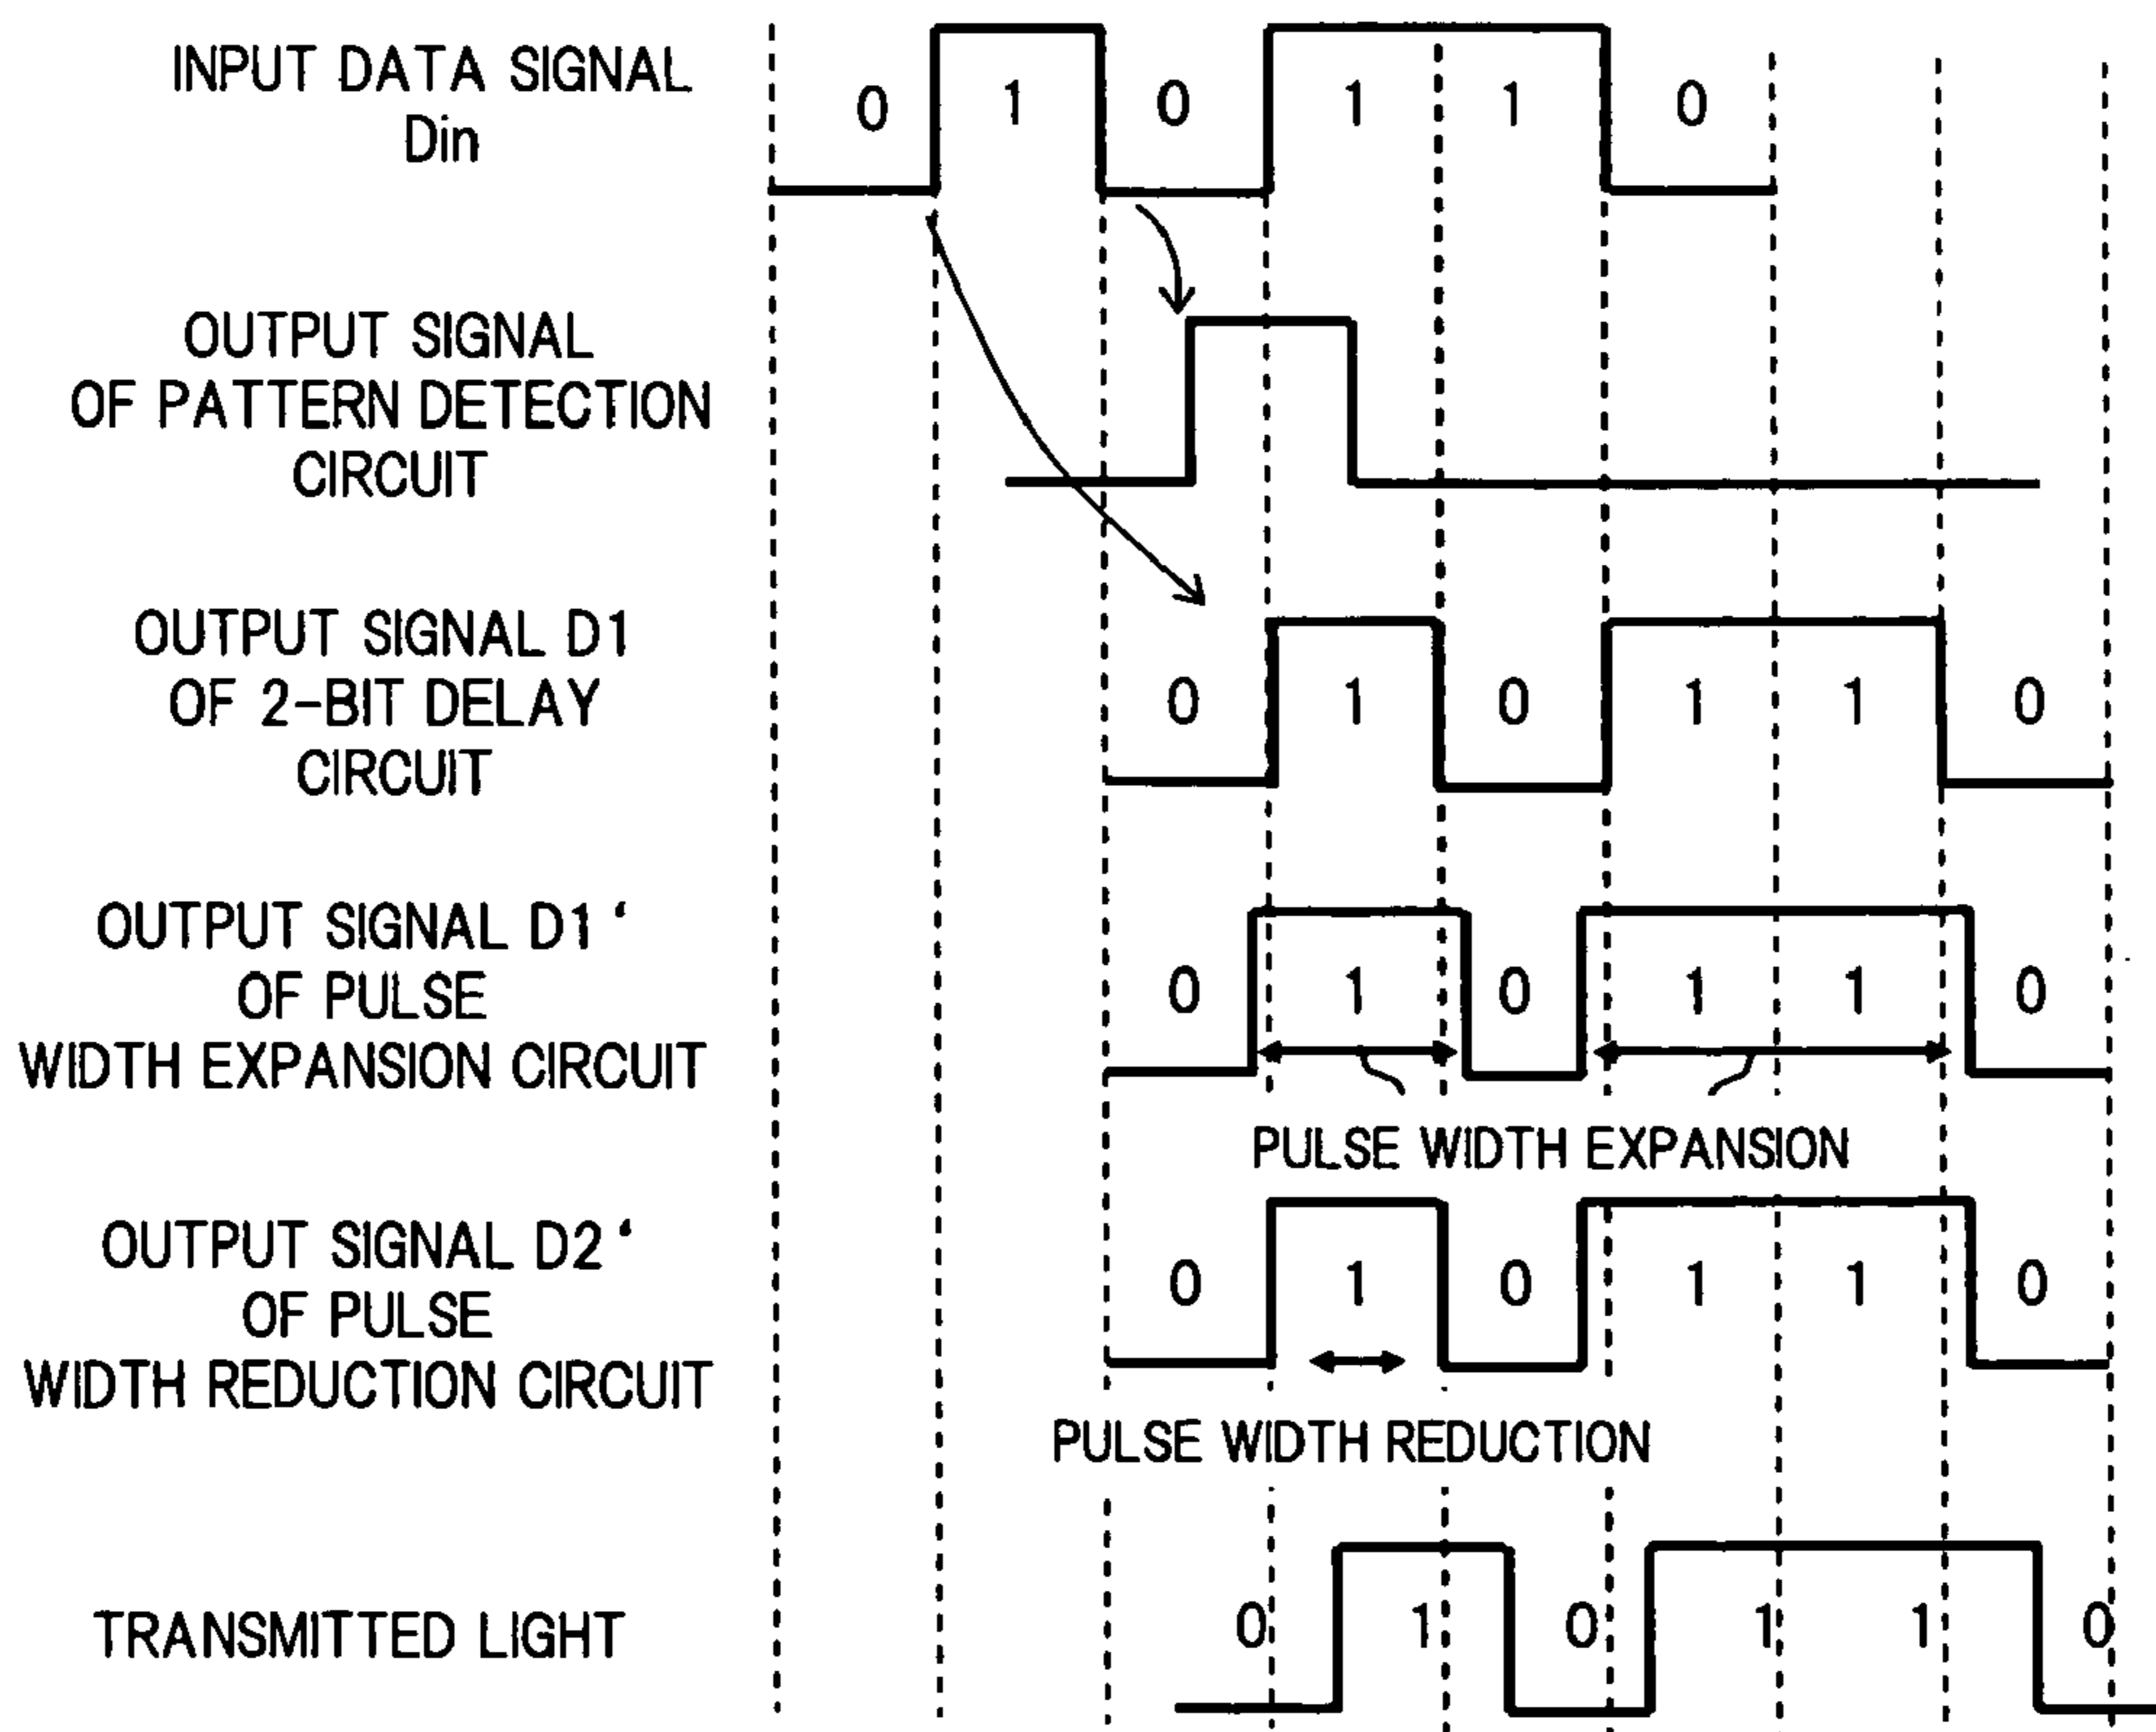 INPUT DATA SIGNAL
Din
0 1 0 1 1 0
OUTPUT SIGNAL
OF PATTERN DETECTION
CIRCUIT
OUTPUT SIGNAL D1
OF 2-BIT DELAY
CIRCUIT
0 1 0 1 1 0
OUTPUT SIGNAL D1 ‘
OF PULSE
WIDTH EXPANSION CIRCUIT
0 1 0 1 1 0
PULSE WIDTH EXPANSION
OUTPUT SIGNAL D2 ‘
OF PULSE
WIDTH REDUCTION CIRCUIT
0 1 0 1 1 0
PULSE WIDTH REDUCTION
TRANSMITTED LIGHT
0 1 0 1 1 0